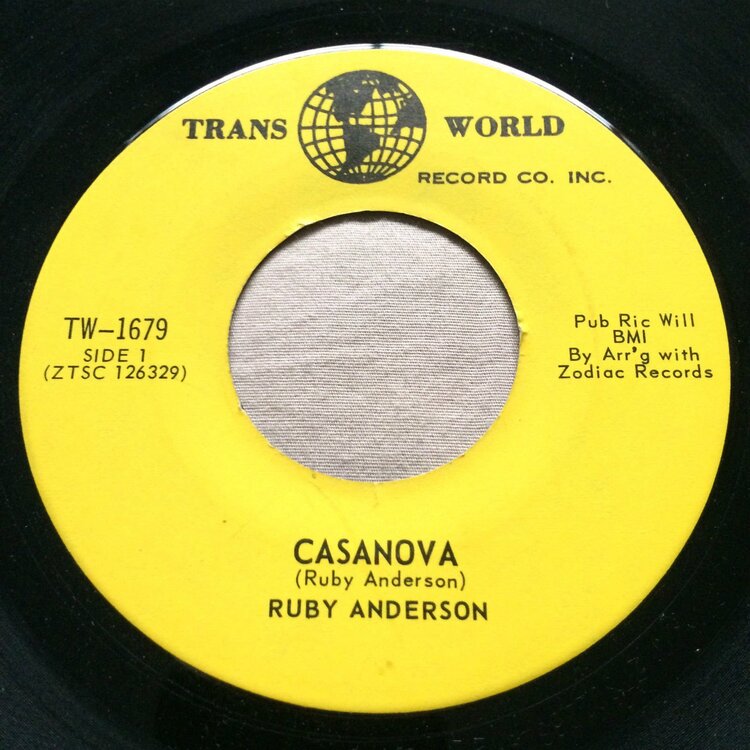 TRANS WORLD
RECORD CO. INC.
TW-1679
SIDE 1
(ZTSC 126329)
Pub Ric Will
BMI
By Arr'g with
Zodiac Records
CASANOVA
(Ruby Anderson)
RUBY ANDERSON